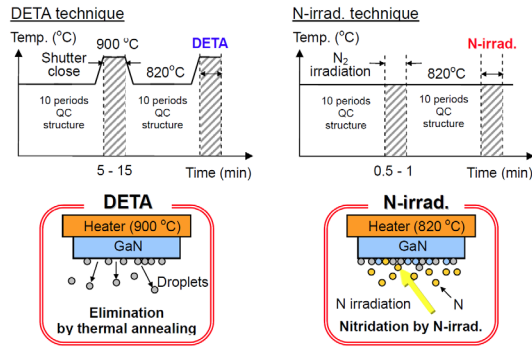 DETA technique
Temp. (°C)
900 °C
DETA
Shutter
close
820°C
10 periods
QC
structure
10 periods
QC
structure
5 - 15
Time (min)
DETA
Heater (900 °C)
GaN
Droplets
Elimination
by thermal annealing
N-irrad. technique
Temp. (°C)
N-irrad.
N₂
irradiation
820°C
10 periods
QC
structure
10 periods
QC
structure
0.5 - 1
Time (min)
N-irrad.
Heater (820 °C)
GaN
N irradiation
N
Nitridation by N-irrad.